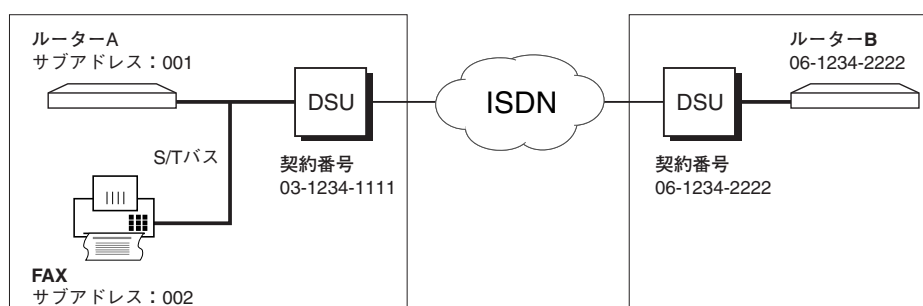 ルーターA
サブアドレス：001
DSU
S/Tバス
契約番号
03-1234-1111
FAX
サブアドレス：002
ISDN
ルーターB
06-1234-2222
DSU
契約番号
06-1234-2222